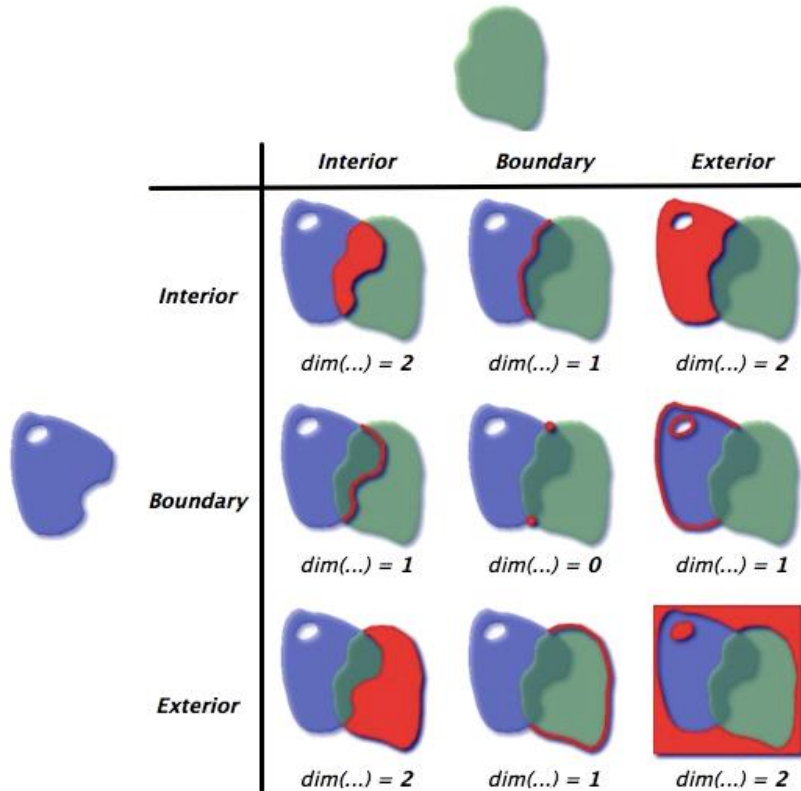 Interior Boundary Exterior
Interior
dim(...) = 2 dim(...) = 1 dim(...) = 2
Boundary
dim(...) = 1 dim(...) = 0 dim(...) = 1
Exterior
dim(...) = 2 dim(...) = 1 dim(...) = 2